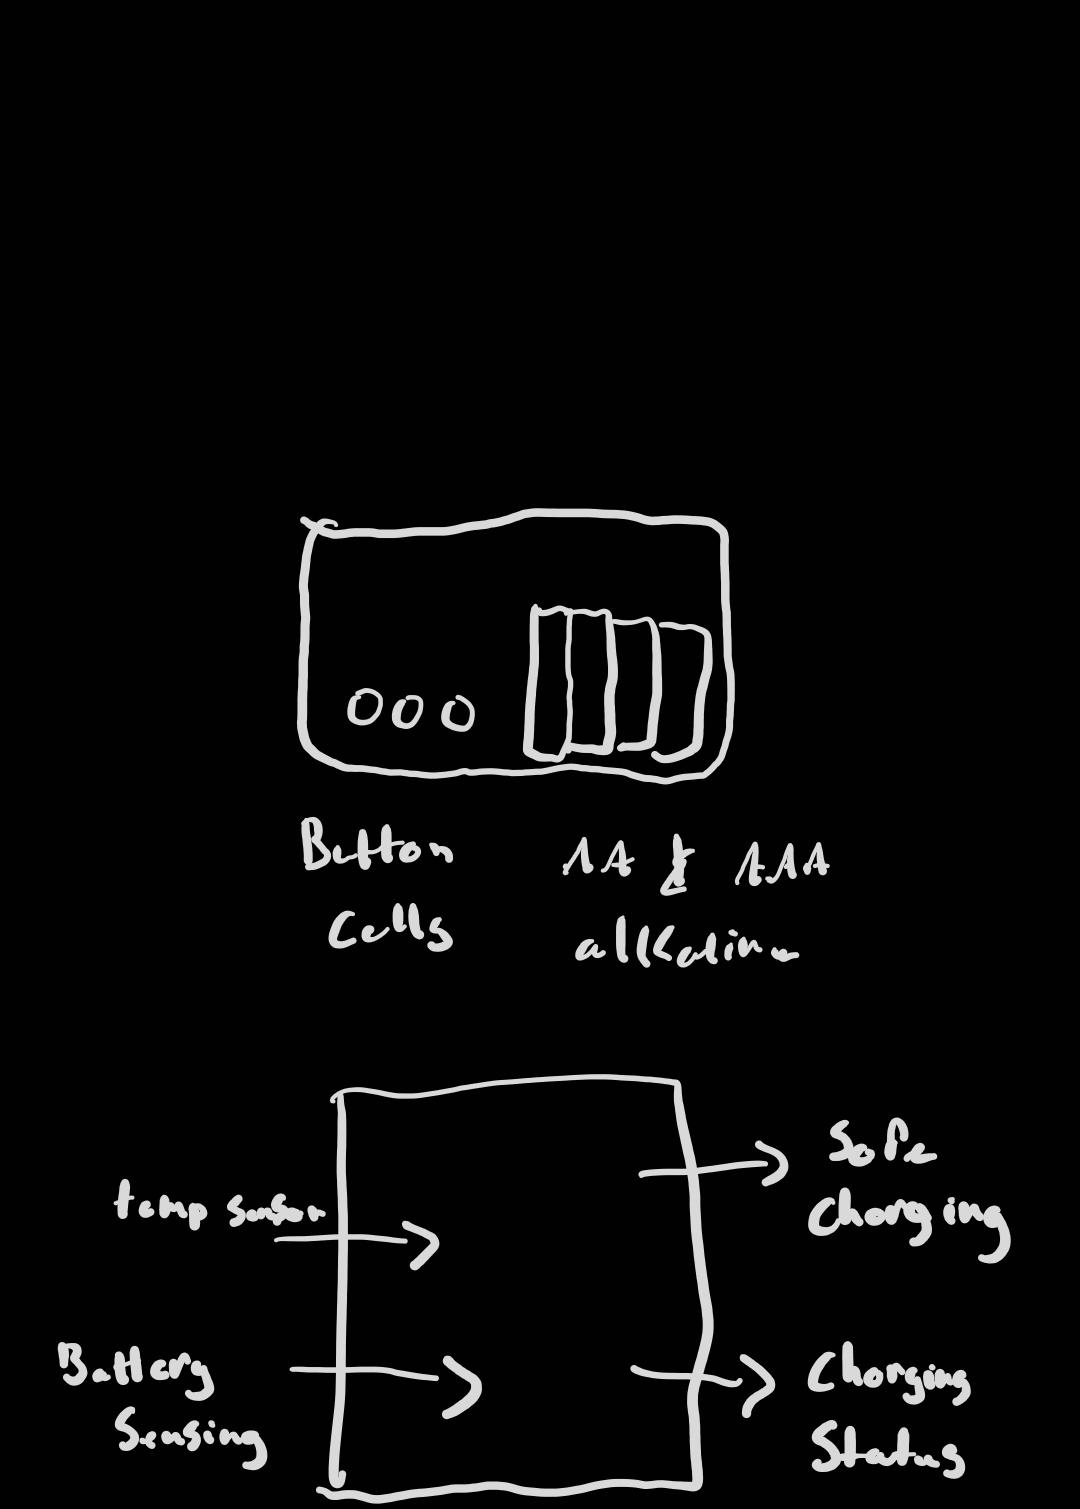 Button
Cells
AA & AAA
alkaline
temp sensor
Battery
Sensing
Safe
Charging
Charging
Status